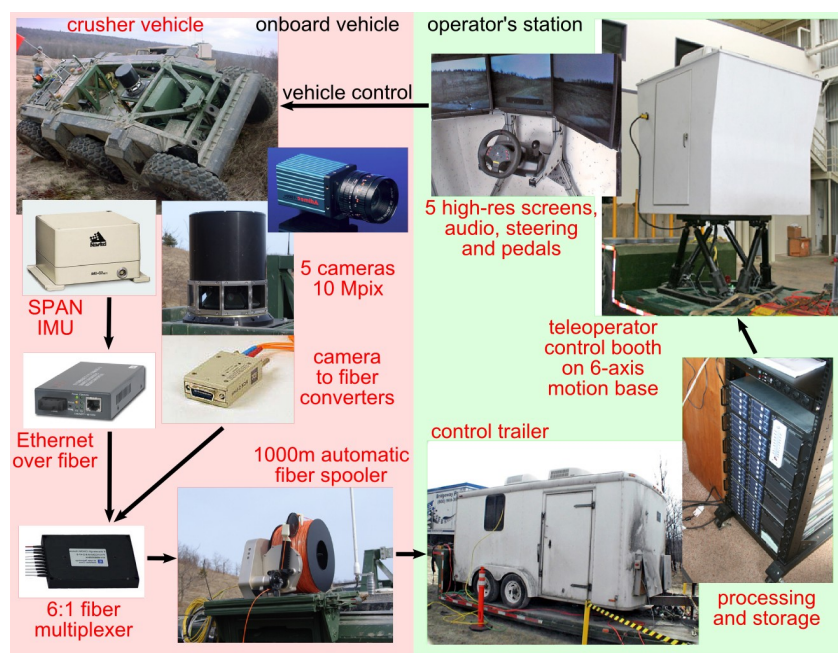 crusher vehicle
onboard vehicle
operator's station
vehicle control
5 high-res screens,
audio, steering
and pedals
5 cameras
10 Mpix
SPAN
IMU
camera
to fiber
converters
teleoperator
control booth
on 6-axis
motion base
Ethernet
over fiber
1000m automatic
fiber spooler
control trailer
6:1 fiber
multiplexer
processing
and storage